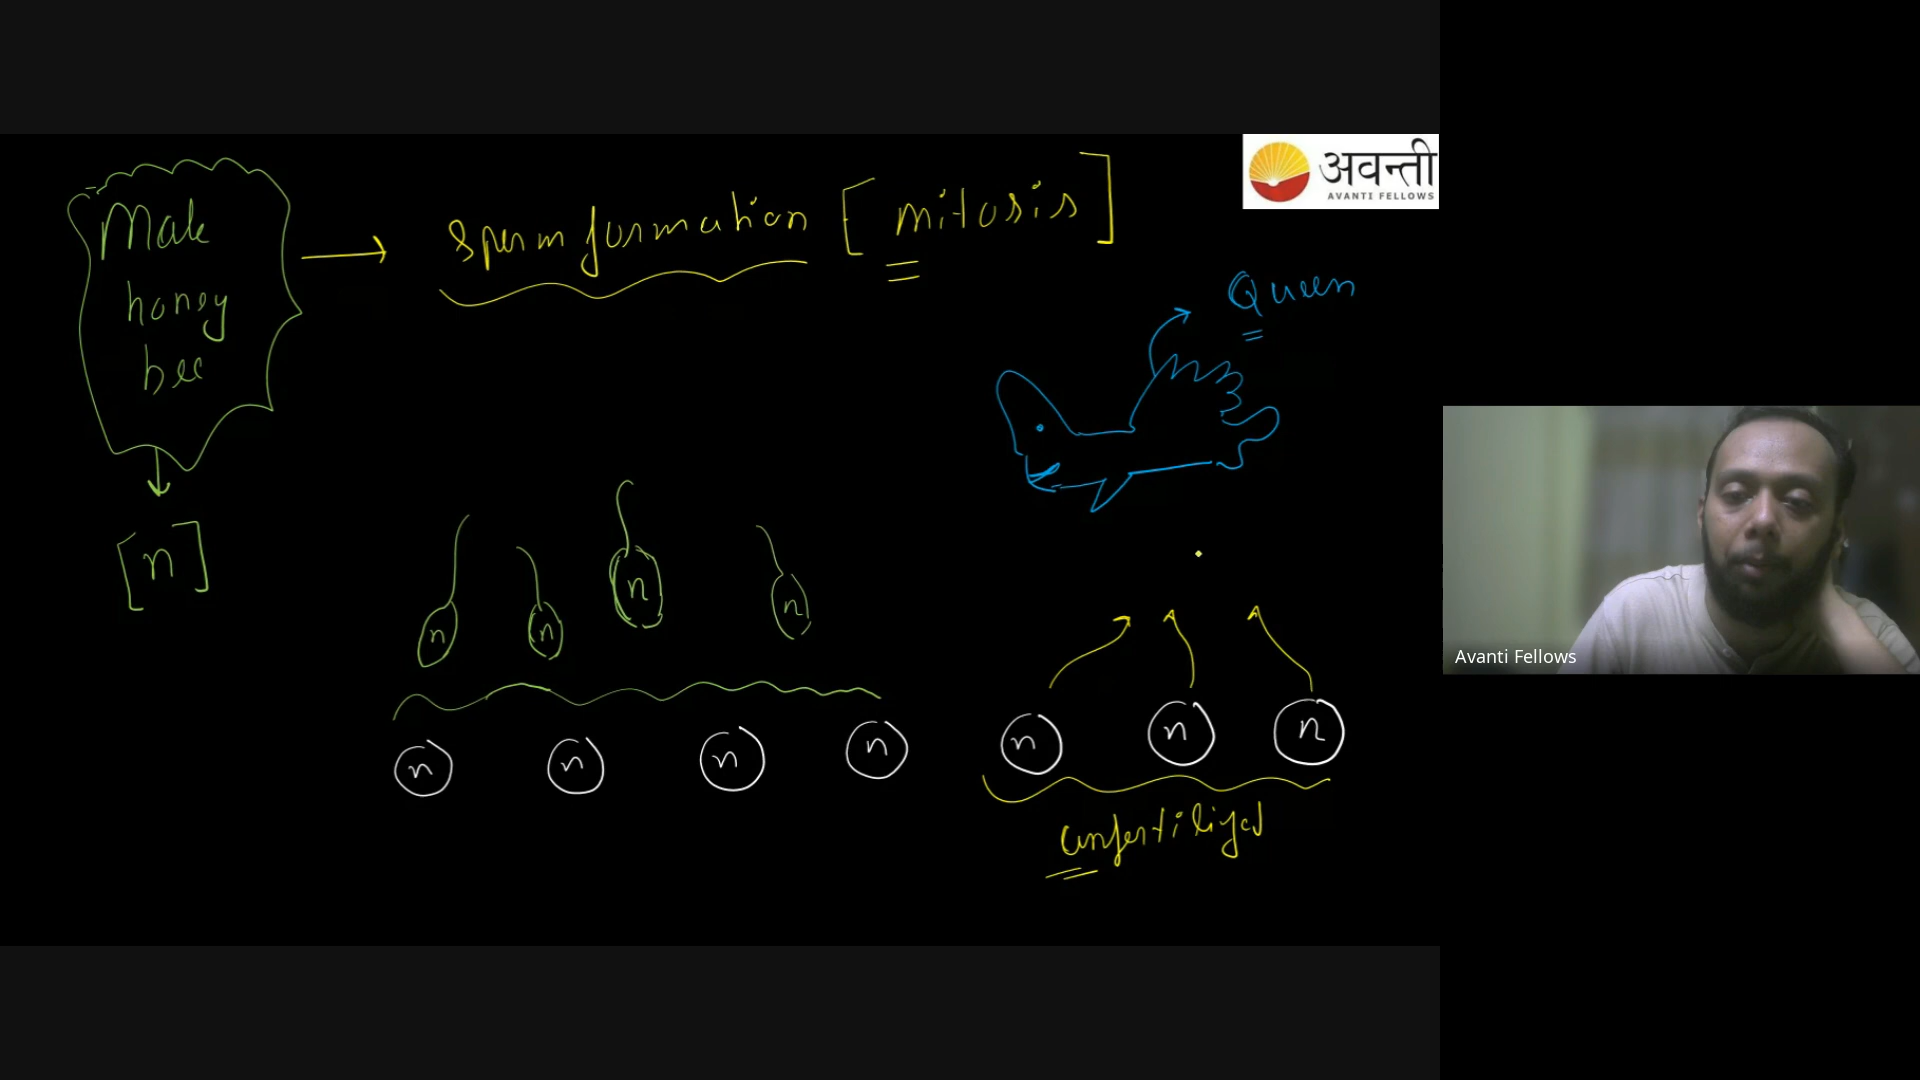 अवन्ती
AVANTI FELLOWS
Male
honey
bee
sperm formation [mitosis]
Queen
[n]
n n n n
n n n n
n n n
unfertilized
Avanti Fellows